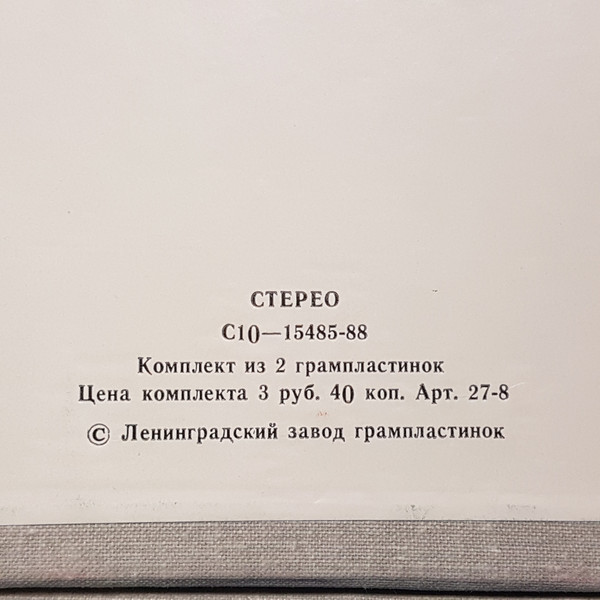 СТЕРЕО
С10—15485-88
Комплект из 2 грампластинок
Цена комплекта 3 руб. 40 коп. Арт. 27-8
© Ленинградский завод грампластинок